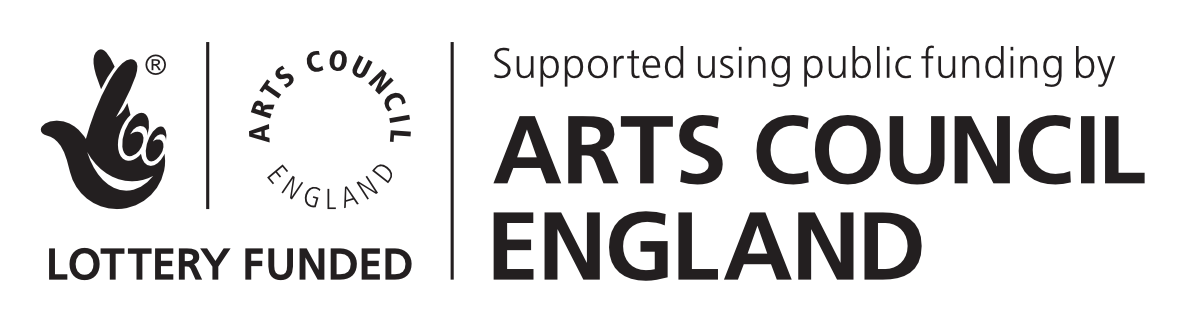 ®
ARTS COUNCIL
ENGLAND
LOTTERY FUNDED
Supported using public funding by
ARTS COUNCIL
ENGLAND